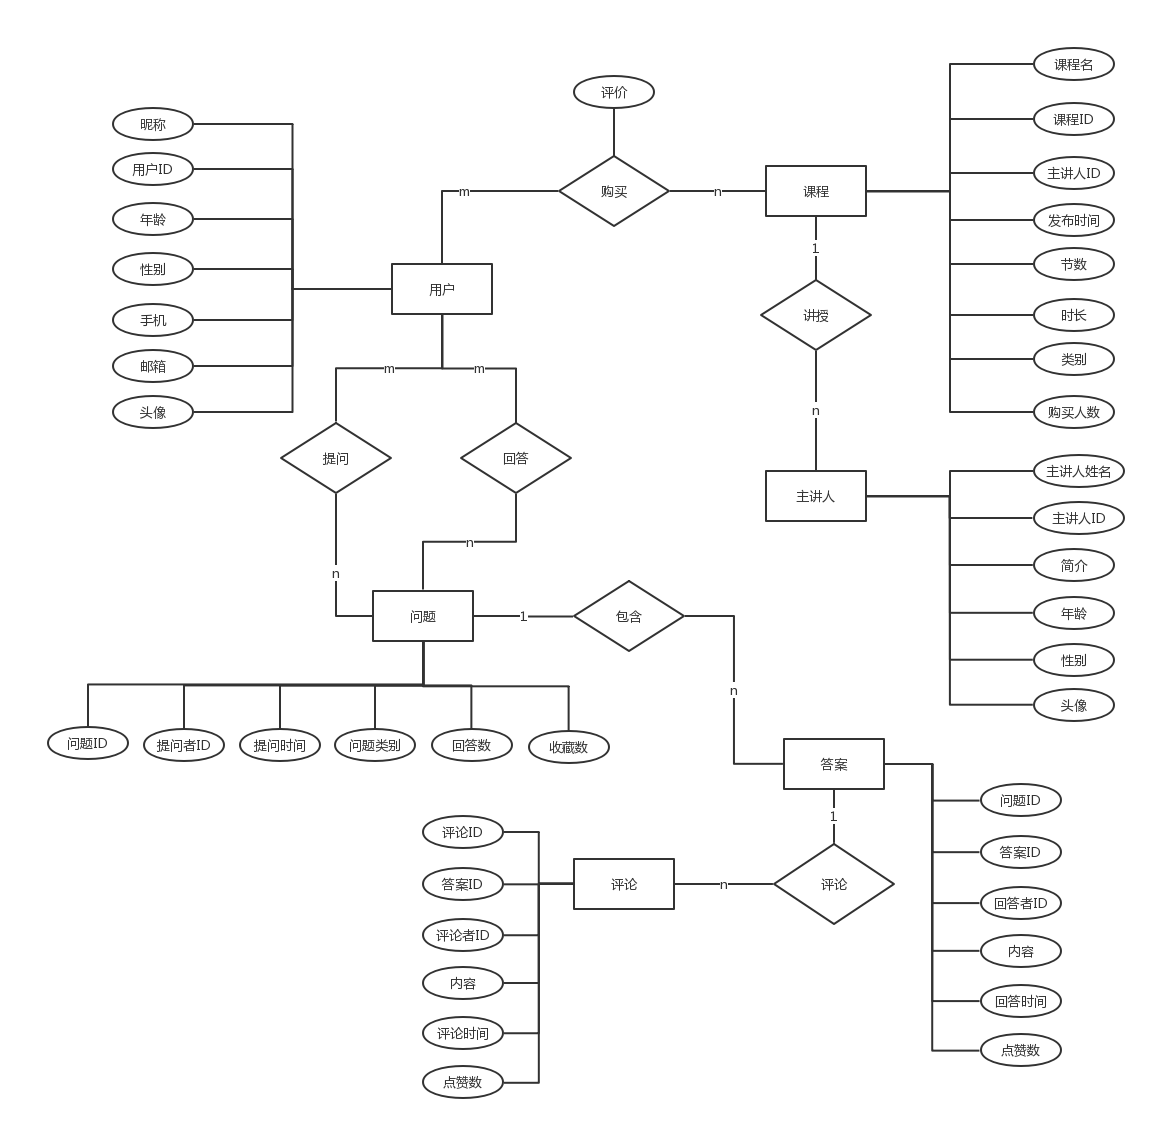 课程名
评价
课程ID
昵称
用户ID
主讲人ID
m
购买
n
课程
年龄
发布时间
1
性别
用户
节数
手机
讲授
时长
邮箱
m
m
类别
头像
n
购买人数
提问
回答
主讲人姓名
主讲人
主讲人ID
n
n
简介
问题
1
包含
年龄
性别
n
头像
问题ID
提问者ID
提问时间
问题类别
回答数
收藏数
答案
问题ID
1
评论ID
答案ID
答案ID
评论
n
评论
回答者ID
评论者ID
内容
内容
回答时间
评论时间
点赞数
点赞数